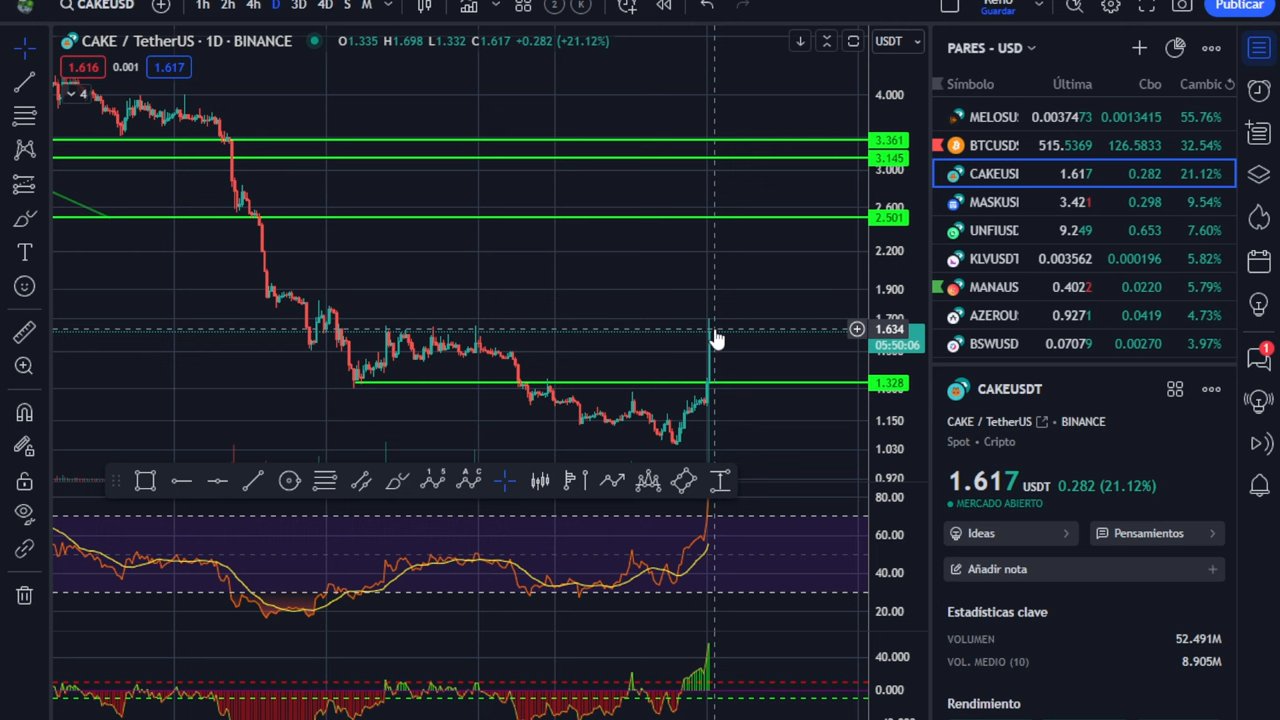 CAKEUSD 1h 2h 4h D 3D 4D S M 2 K Guardar Publicar
CAKE / TetherUS · 1D · BINANCE O1.335 H1.698 L1.332 C1.617 +0.282 (+21.12%) USDT
1.616 0.001 1.617
4
4.000
3.361
3.145
3.000
2.501
2.200
1.900
1.634
05:50:06
1.328
1.150
1.030
0.920
1 5 A C
80.00
60.00
40.00
20.00
40.000
0.000
PARES - USD
Símbolo Última Cbo Cambic
MELOSU 0.0037473 0.0013415 55.76%
BTCUSD 515.5369 126.5833 32.54%
CAKEUSI 1.617 0.282 21.12%
MASKUS 3.421 0.298 9.54%
UNFIUSD 9.249 0.653 7.60%
KLVUSDT 0.003562 0.000196 5.82%
MANAUS 0.4022 0.0220 5.79%
AZEROU 0.9271 0.0419 4.73%
BSWUSD 0.07079 0.00270 3.97%
1
CAKEUSDT
CAKE / TetherUS BINANCE
Spot • Cripto
1.617 USDT 0.282 (21.12%)
MERCADO ABIERTO
Ideas Pensamientos
Añadir nota
Estadísticas clave
VOLUMEN 52.491M
VOL. MEDIO (10) 8.905M
Rendimiento